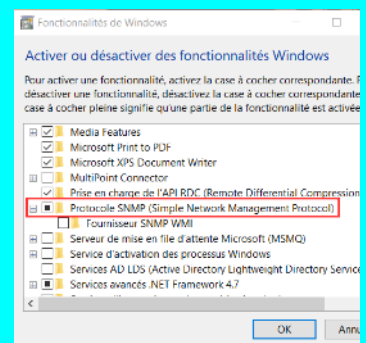 Fonctionnalités de Windows
Activer ou désactiver des fonctionnalités Windows
Pour activer une fonctionnalité, activez la case à cocher correspondante.
désactiver une fonctionnalité, désactivez la case à cocher correspondante
case à cocher pleine signifie qu'une partie de la fonctionnalité est activée
Media Features
Microsoft Print to PDF
Microsoft XPS Document Writer
MultiPoint Connector
Prise en charge de l'API RDC (Remote Differential Compression
Protocole SNMP (Simple Network Management Protocol)
Fournisseur SNMP WMI
Serveur de mise en file d'attente Microsoft (MSMQ)
Service d'activation des processus Windows
Services AD LDS (Active Directory Lightweight Directory Service
Services avancés .NET Framework 4.7
OK
Annu